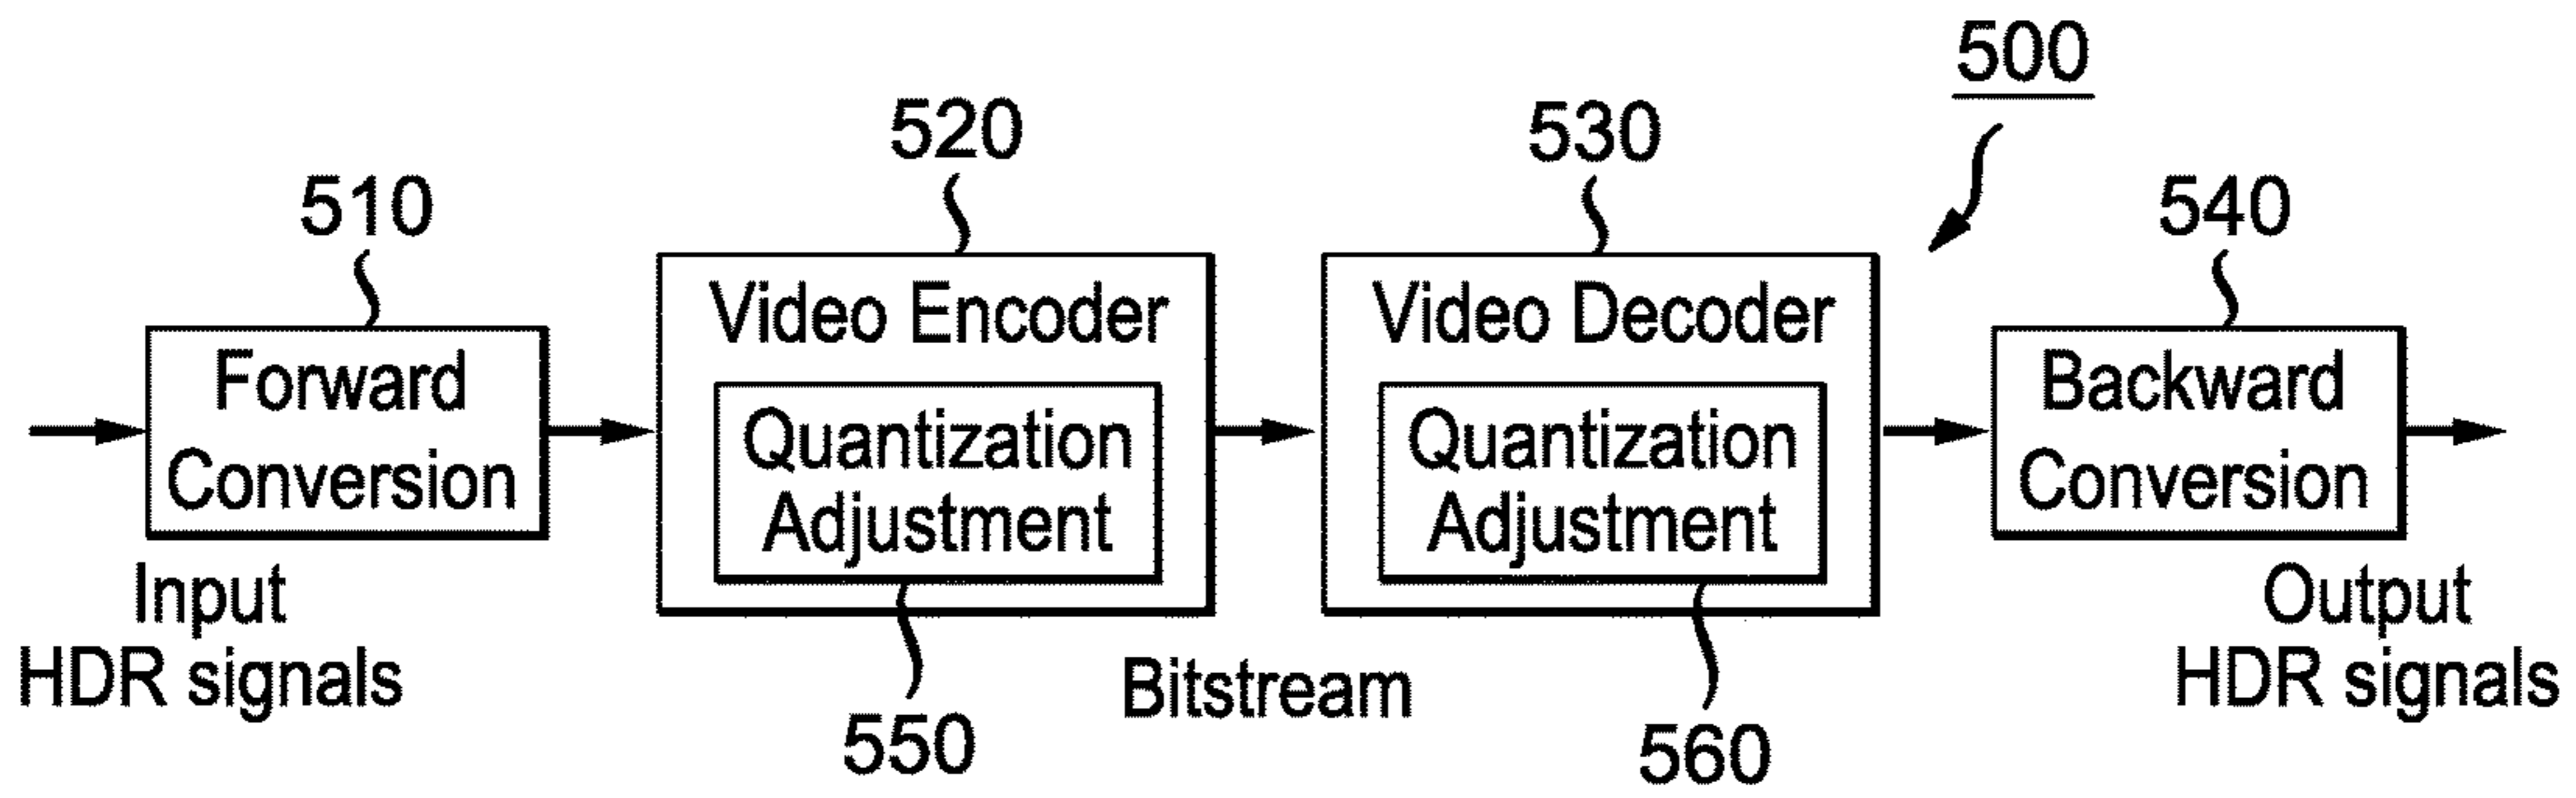 500
520
530
510
540
Video Encoder
Video Decoder
Forward
Conversion
Quantization
Adjustment
Quantization
Adjustment
Backward
Conversion
Input
HDR signals
Bitstream
Output
HDR signals
550
560